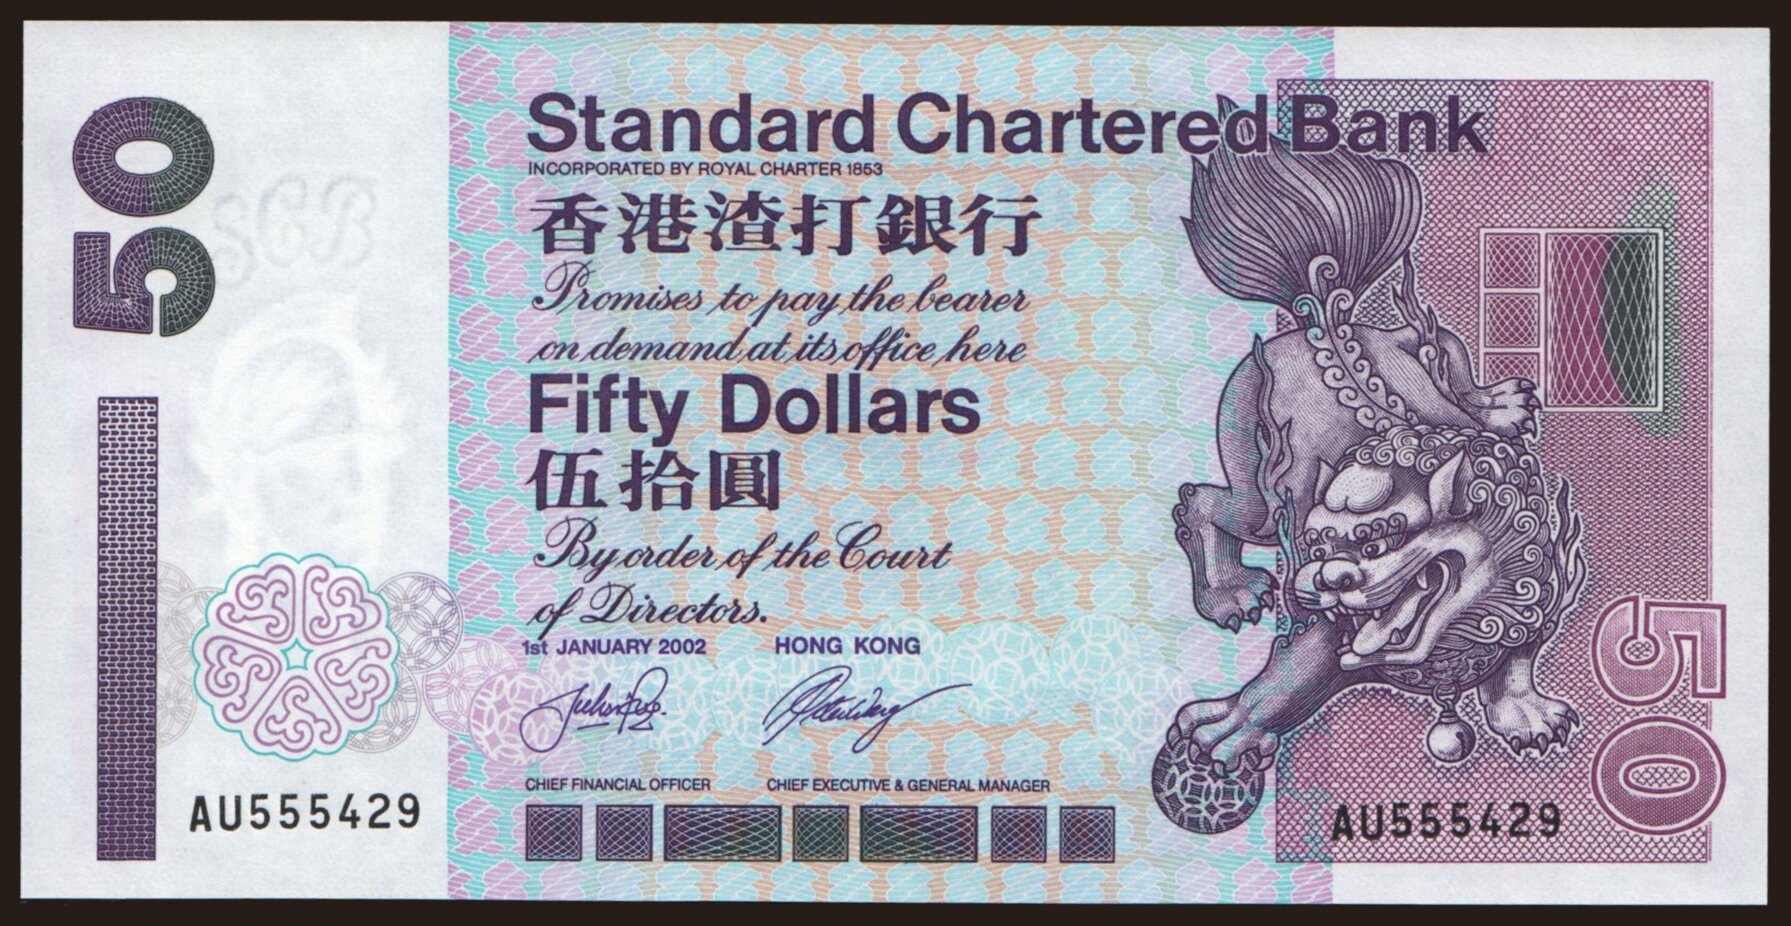 50
SCB
Standard Chartered Bank
INCORPORATED BY ROYAL CHARTER 1853
香港渣打銀行
Promises to pay the bearer
on demand at its office here
Fifty Dollars
伍拾圓
By order of the Court
of Directors.
1st JANUARY 2002 HONG KONG
CHIEF FINANCIAL OFFICER CHIEF EXECUTIVE & GENERAL MANAGER
AU555429
AU555429
50